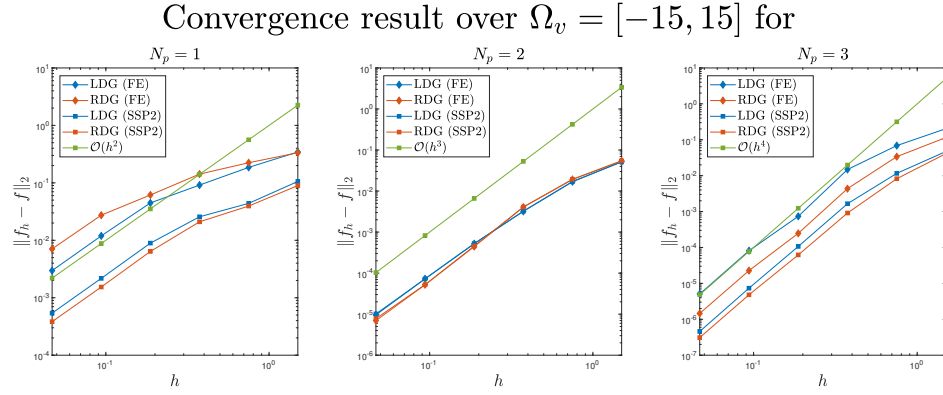 Convergence result over Ω_v = [−15, 15] for
N_p = 1
10^1
10^0
10^-1
10^-2
10^-3
10^-4
‖ f_h − f ‖_2
LDG (FE)
RDG (FE)
LDG (SSP2)
RDG (SSP2)
𝒪(h^2)
10^-1
10^0
h
N_p = 2
10^1
10^0
10^-1
10^-2
10^-3
10^-4
10^-5
10^-6
‖ f_h − f ‖_2
LDG (FE)
RDG (FE)
LDG (SSP2)
RDG (SSP2)
𝒪(h^3)
10^-1
10^0
h
N_p = 3
10^1
10^0
10^-1
10^-2
10^-3
10^-4
10^-5
10^-6
10^-7
‖ f_h − f ‖_2
LDG (FE)
RDG (FE)
LDG (SSP2)
RDG (SSP2)
𝒪(h^4)
10^-1
10^0
h